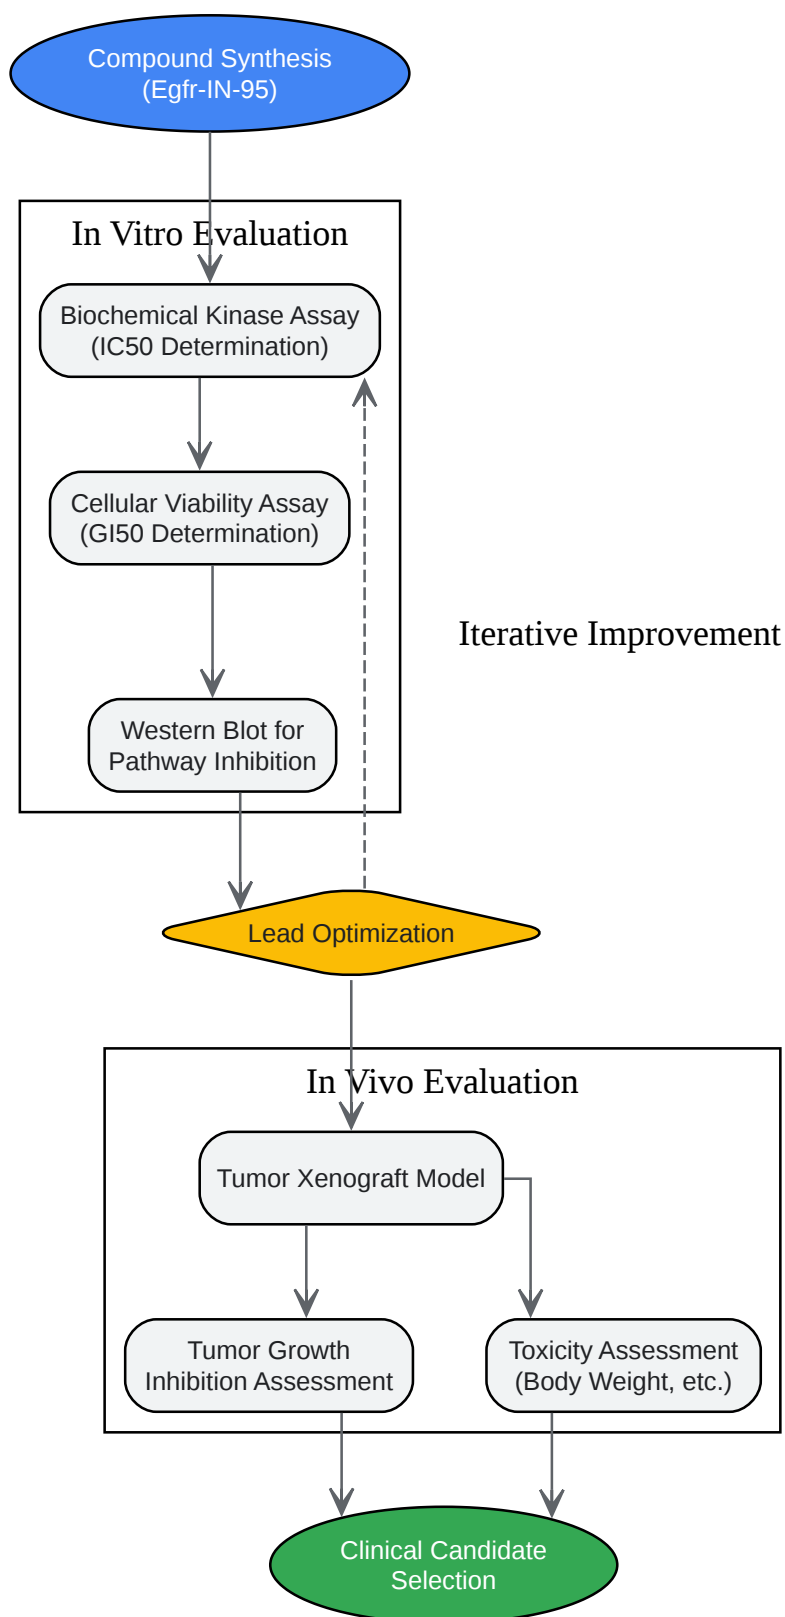 Compound Synthesis
(Egfr-IN-95)
In Vitro Evaluation
Biochemical Kinase Assay
(IC50 Determination)
Cellular Viability Assay
(GI50 Determination)
Iterative Improvement
Western Blot for
Pathway Inhibition
Lead Optimization
In Vivo Evaluation
Tumor Xenograft Model
Tumor Growth
Inhibition Assessment
Toxicity Assessment
(Body Weight, etc.)
Clinical Candidate
Selection